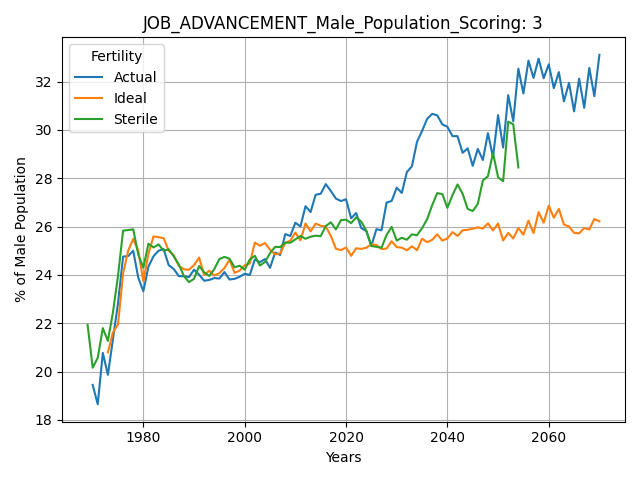 JOB_ADVANCEMENT_Male_Population_Scoring: 3
Fertility
Actual
Ideal
Sterile
% of Male Population
32
30
28
26
24
22
20
18
1980 2000 2020 2040 2060
Years